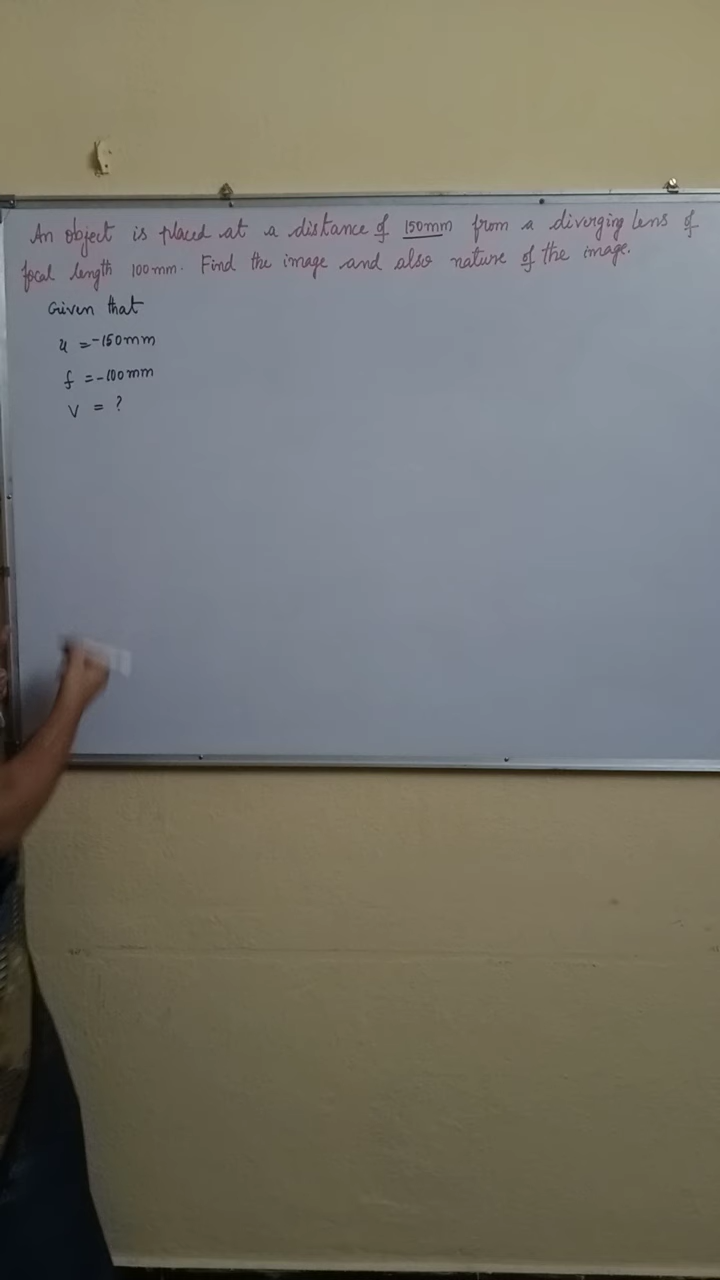 An object is placed at a distance of 150mm from a diverging lens of
focal length 100mm. Find the image and also nature of the image.
Given that
u = -150mm
f = -100mm
V = ?